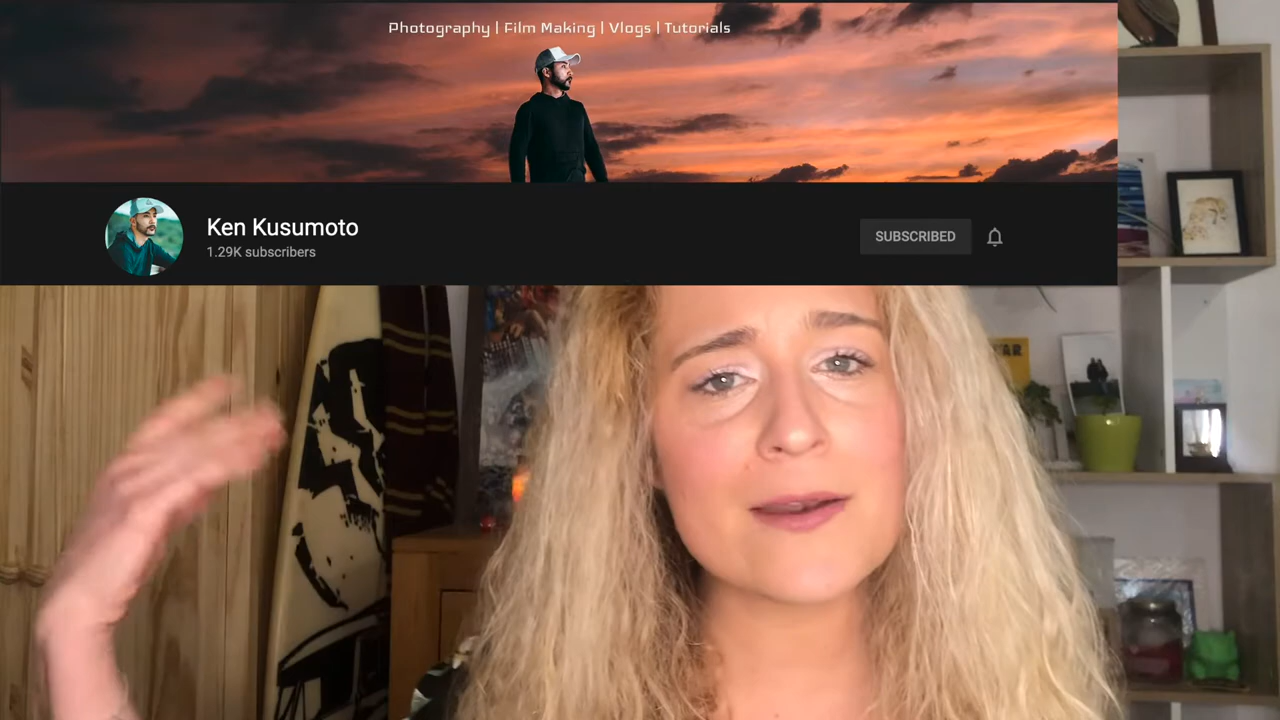 Photography | Film Making | Vlogs | Tutorials
Ken Kusumoto
1.29K subscribers
SUBSCRIBED